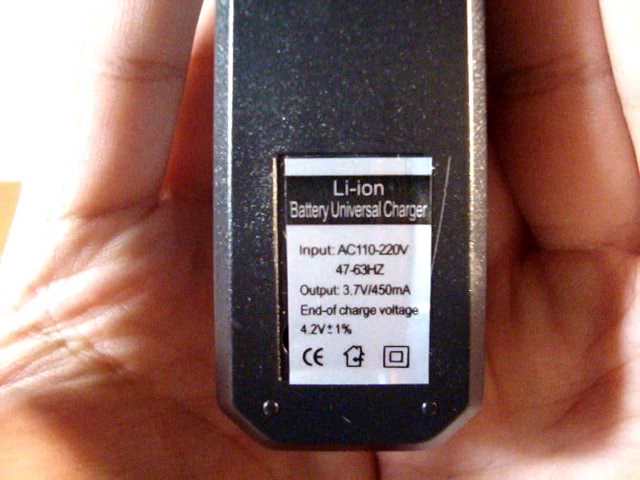 Li-ion
Battery Universal Charger
Input: AC110-220V
47-63HZ
Output: 3.7V/450mA
End-of charge voltage
4.2V±1%
CE